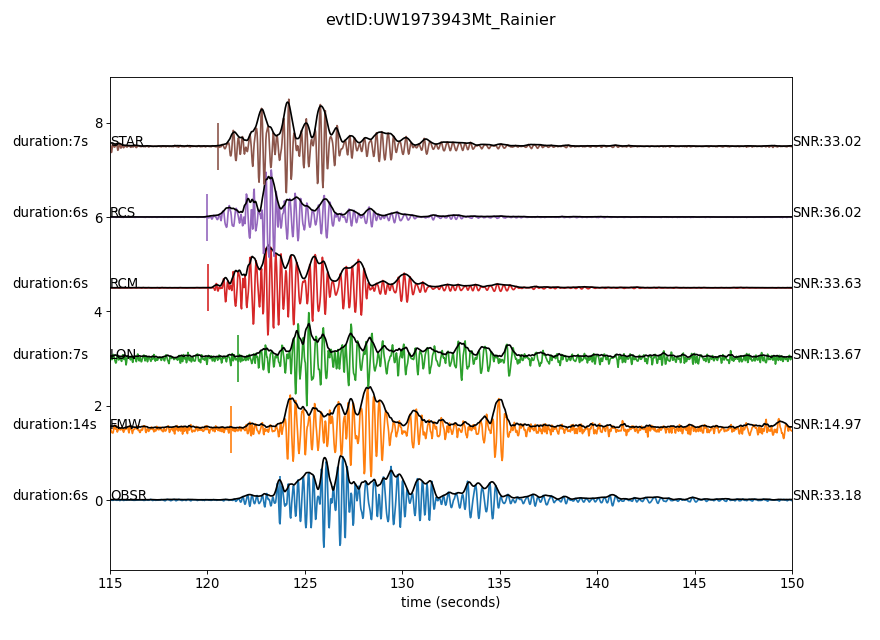 evtID:UW1973943Mt_Rainier
8
duration:7s STAR SNR:33.02
duration:6s RCS SNR:36.02
6
duration:6s RCM SNR:33.63
4
duration:7s LON SNR:13.67
2
duration:14s FMW SNR:14.97
duration:6s OBSR SNR:33.18
0
115 120 125 130 135 140 145 150
time (seconds)